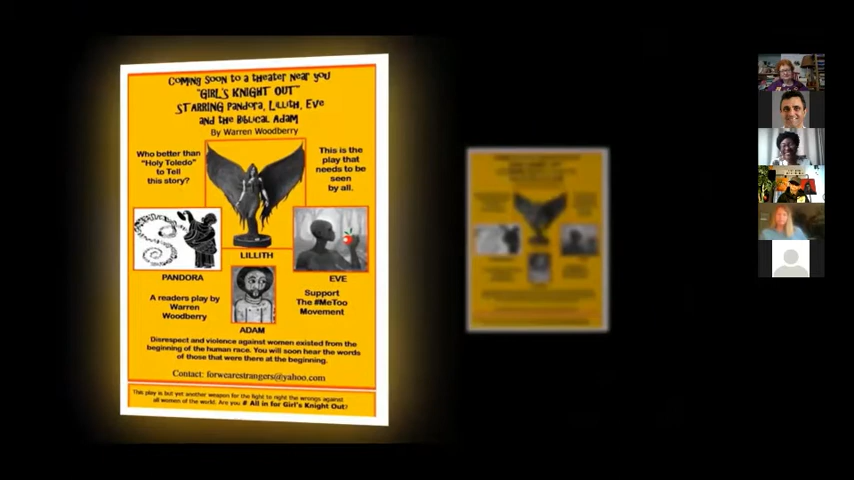 Coming Soon to a theater near you
"GIRL'S KNIGHT OUT"
STARRING Pandora, Lillith, Eve
and the Biblical Adam
By Warren Woodberry
Who better than
"Holy Toledo"
to Tell
this story?
This is the
play that
needs to be
seen
by all.
LILLITH
PANDORA
EVE
A readers play by
Warren
Woodberry
Support
The #MeToo
Movement
ADAM
Disrespect and violence against women existed from the
beginning of the human race. You will soon hear the words
of those that were there at the beginning.
Contact: forwearestrangers@yahoo.com
This play is but yet another weapon for the fight to right the wrongs against
all women of the world. Are you # All in for Girl's Knight Out?